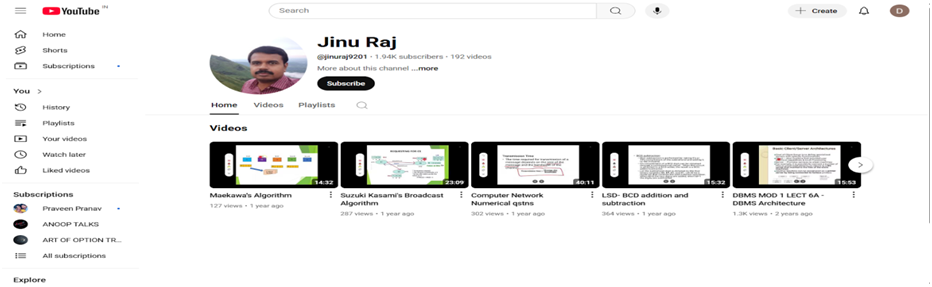 YouTube IN
Search
Create
D
Home
Shorts
Subscriptions
You >
History
Playlists
Your videos
Watch later
Liked videos
Subscriptions
Praveen Pranav
ANOOP TALKS
ART OF OPTION TR...
All subscriptions
Explore
Jinu Raj
@jinuraj9201 • 1.94K subscribers • 192 videos
More about this channel ...more
Subscribe
Home Videos Playlists
Videos
14:32
Maekawa's Algorithm
127 views • 1 year ago
23:09
Suzuki Kasami's Broadcast
Algorithm
287 views • 1 year ago
40:11
Computer Network
Numerical qstns
302 views • 1 year ago
15:32
LSD- BCD addition and
subtraction
364 views • 1 year ago
Basic Client/Server Architectures
15:53
DBMS MOD 1 LECT 6A -
DBMS Architecture
1.3K views • 2 years ago